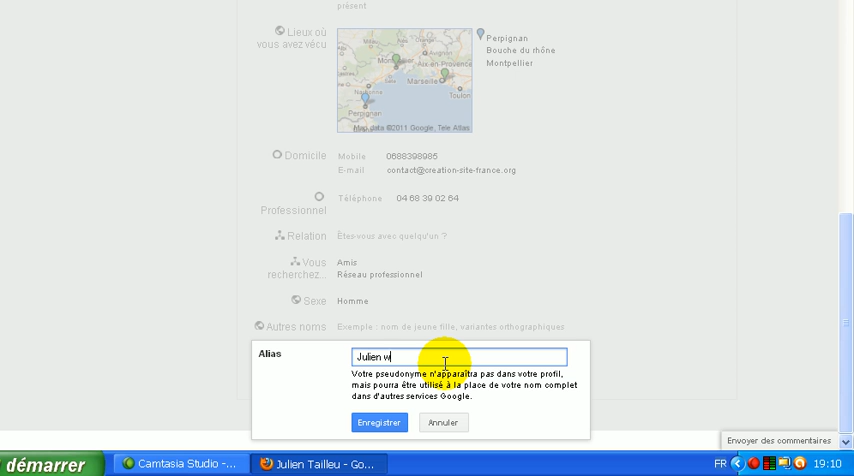 présent
Lieux où
vous avez vécu
Perpignan
Bouche du rhône
Montpellier
Montpellier
Avignon
Aix-en-Provence
Marseille
Toulon
Perpignan
Map data ©2011 Google, Tele Atlas
Domicile
Mobile 0688398985
E-mail contact@creation-site-france.org
Professionnel
Téléphone 04 68 39 02 64
Relation
Êtes-vous avec quelqu'un ?
Vous
recherchez...
Amis
Réseau professionnel
Sexe
Homme
Autres noms
Exemple : nom de jeune fille, variantes orthographiques
Alias
Julien w
Votre pseudonyme n'apparaîtra pas dans votre profil,
mais pourra être utilisé à la place de votre nom complet
dans d'autres services Google.
Enregistrer
Annuler
Envoyer des commentaires
démarrer
Camtasia Studio -...
Julien Tailleu - Go...
FR
19:10